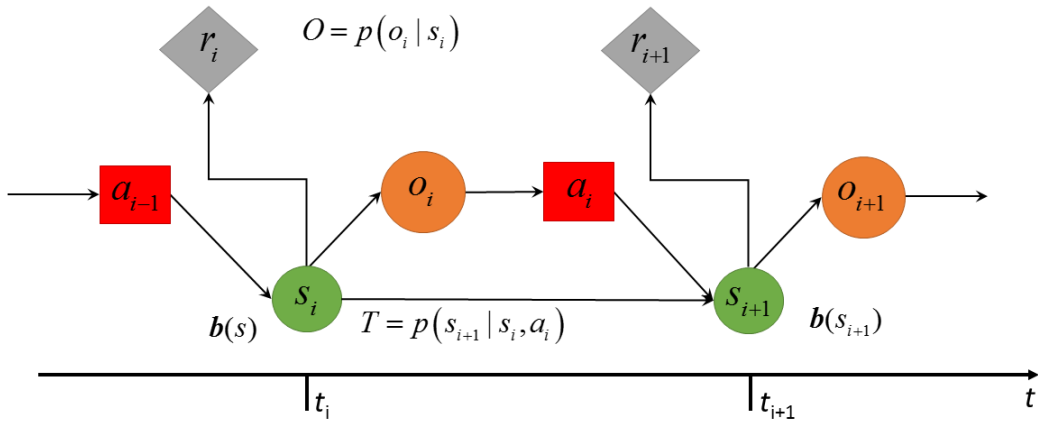 r_i
O = p(o_i | s_i)
r_{i+1}
a_{i−1}
o_i
a_i
o_{i+1}
s_i
s_{i+1}
b(s)
T = p(s_{i+1} | s_i, a_i)
b(s_{i+1})
t_i
t_{i+1}
t